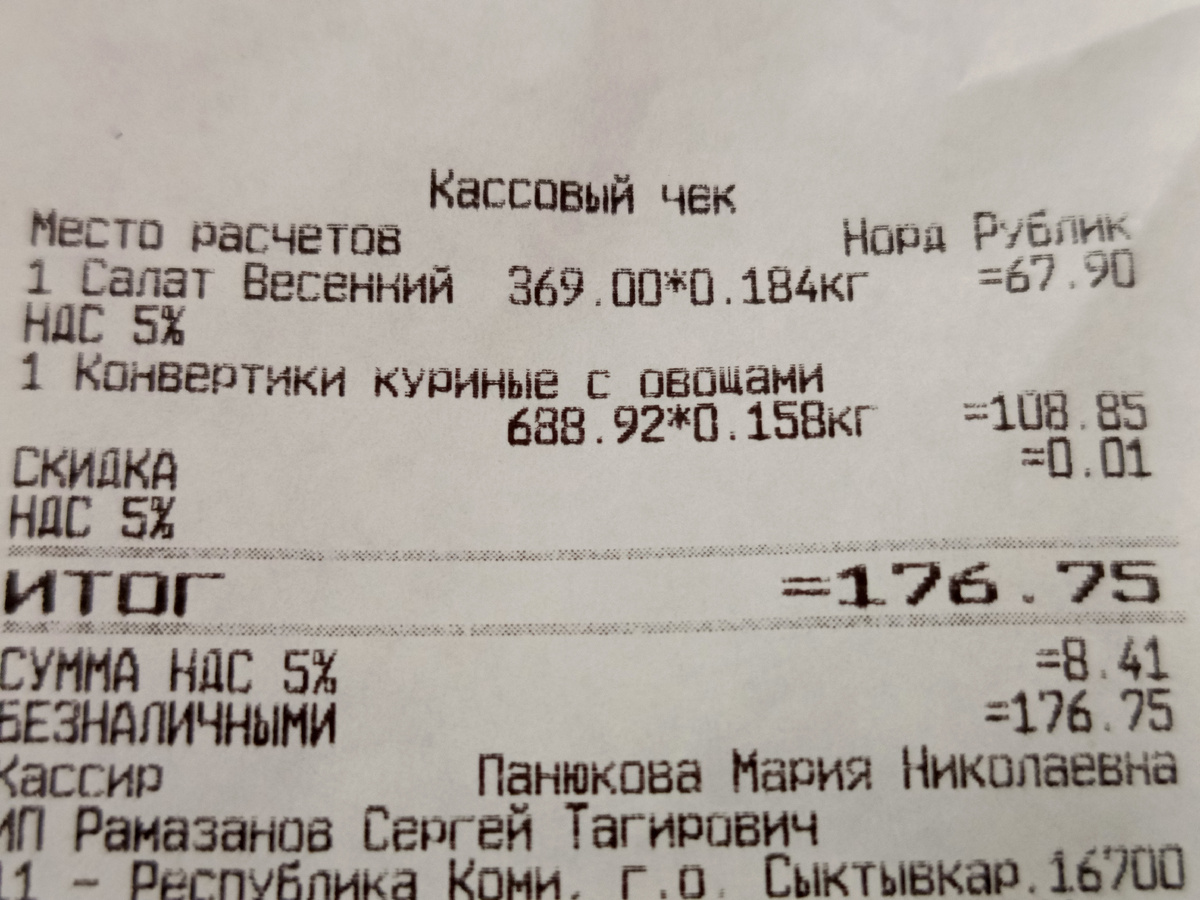 Кассовый чек
Место расчетов Норд Рублик
1 Салат Весенний 369.00*0.184кг =67.90
НДС 5%
1 Конвертики куриные с овощами
688.92*0.158кг =108.85
СКИДКА =0.01
НДС 5%
ИТОГ =176.75
СУММА НДС 5% =8.41
БЕЗНАЛИЧНЫМИ =176.75
Кассир Панюкова Мария Николаевна
ИП Рамазанов Сергей Тагирович
11 - Республика Коми, г.о. Сыктывкар.16700